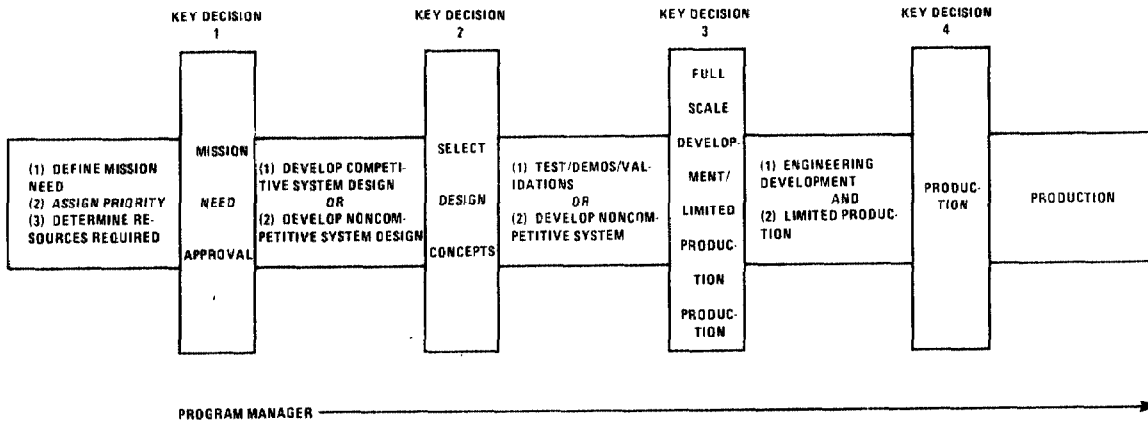 KEY DECISION
1
KEY DECISION
2
KEY DECISION
3
KEY DECISION
4
(1) DEFINE MISSION
NEED
(2) ASSIGN PRIORITY
(3) DETERMINE RE-
SOURCES REQUIRED
MISSION
NEED
APPROVAL
(1) DEVELOP COMPETI-
TIVE SYSTEM DESIGN
OR
(2) DEVELOP NONCOM-
PETITIVE SYSTEM DESIGN
SELECT
DESIGN
CONCEPTS
(1) TEST/DEMOS/VAL-
IDATIONS
OR
(2) DEVELOP NONCOM-
PETITIVE SYSTEM
FULL
SCALE
DEVELOP-
MENT/
LIMITED
PRODUC-
TION
PRODUC-
TION
(1) ENGINEERING
DEVELOPMENT
AND
(2) LIMITED PRODUC-
TION
PRODUC-
TION
PRODUCTION
PROGRAM MANAGER